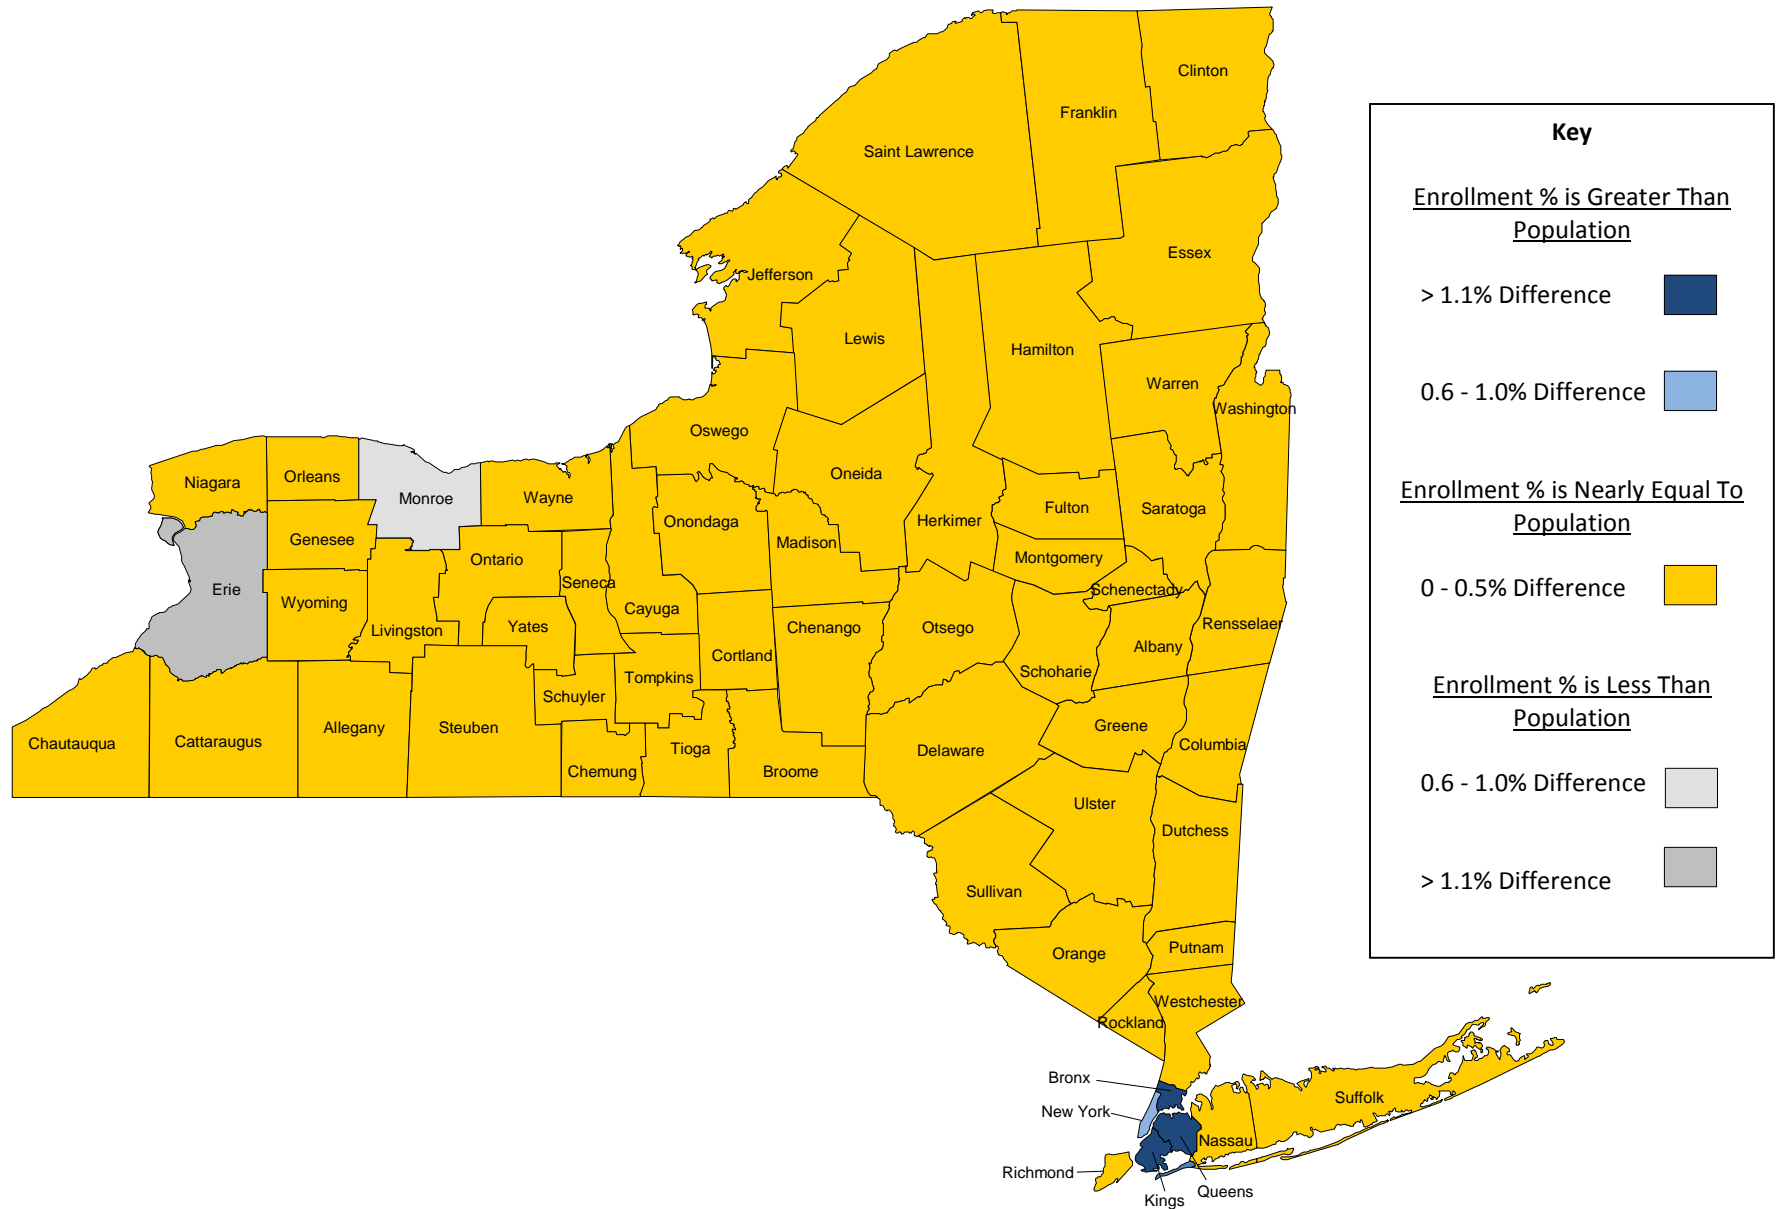 Clinton
Franklin
Saint Lawrence
Essex
Jefferson
Lewis
Hamilton
Warren
Washington
Oswego
Oneida
Niagara
Orleans
Monroe
Wayne
Onondaga
Herkimer
Fulton
Saratoga
Genesee
Ontario
Madison
Montgomery
Erie
Wyoming
Seneca
Schenectady
Livingston
Yates
Cayuga
Chenango
Otsego
Albany
Rensselaer
Cortland
Schoharie
Tompkins
Schuyler
Chautauqua
Cattaraugus
Allegany
Steuben
Tioga
Chemung
Broome
Delaware
Greene
Columbia
Ulster
Dutchess
Sullivan
Orange
Putnam
Westchester
Rockland
Bronx
New York
Suffolk
Nassau
Richmond
Kings
Queens
Key
Enrollment % is Greater Than
Population
> 1.1% Difference
0.6 - 1.0% Difference
Enrollment % is Nearly Equal To
Population
0 - 0.5% Difference
Enrollment % is Less Than
Population
0.6 - 1.0% Difference
> 1.1% Difference